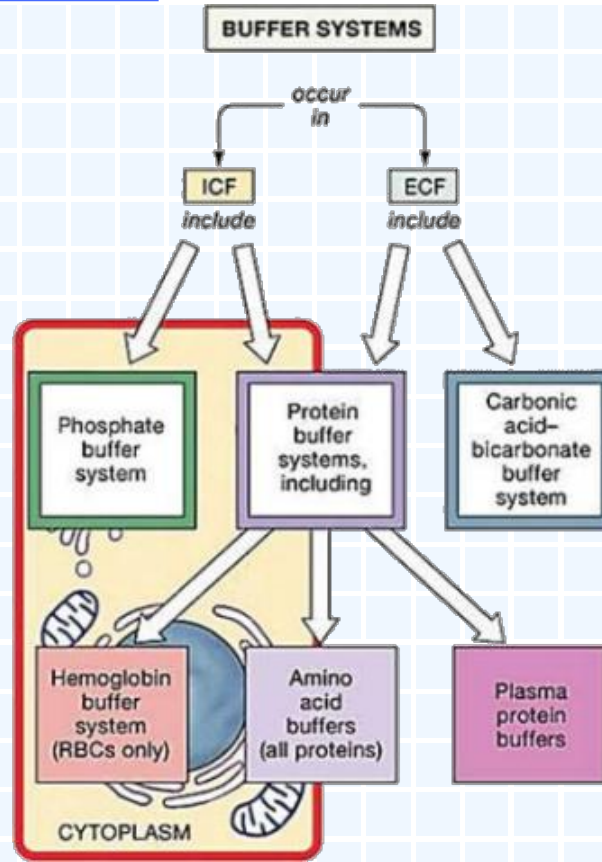 BUFFER SYSTEMS
occur
in
ICF
ECF
include
include
Phosphate
buffer
system
Protein
buffer
systems,
including
Carbonic
acid–
bicarbonate
buffer
system
Hemoglobin
buffer
system
(RBCs only)
Amino
acid
buffers
(all proteins)
Plasma
protein
buffers
CYTOPLASM